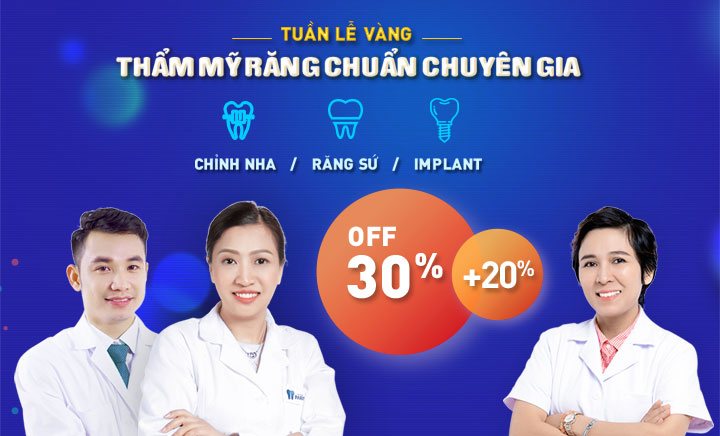 TUẦN LỄ VÀNG
THẨM MỸ RĂNG CHUẨN CHUYÊN GIA
CHỈNH NHA / RĂNG SỨ / IMPLANT
OFF
30%
+20%